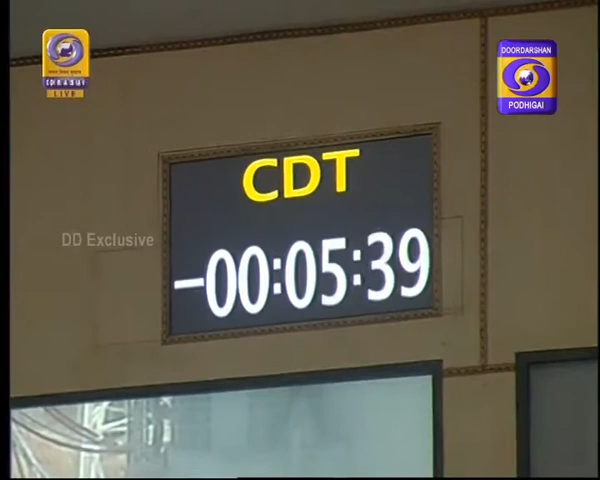 LIVE
DOORDARSHAN
PODHIGAI
CDT
DD Exclusive
–00:05:39